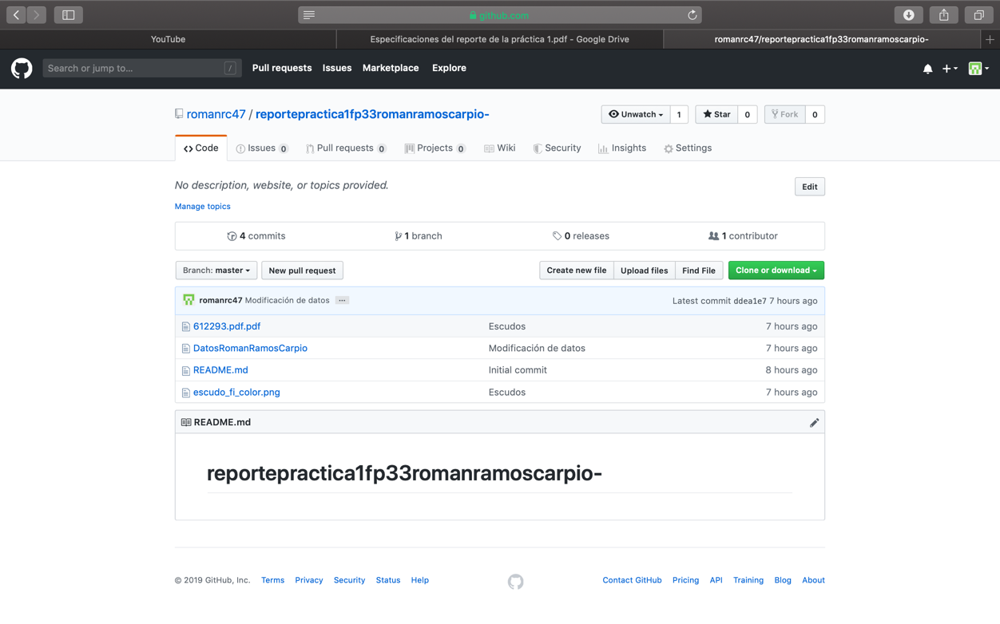 github.com
YouTube Especificaciones del reporte de la práctica 1.pdf - Google Drive romanrc47/reportepractica1fp33romanramoscarpio-
Search or jump to... / Pull requests Issues Marketplace Explore
romanrc47 / reportepractica1fp33romanramoscarpio- Unwatch 1 Star 0 Fork 0
Code Issues 0 Pull requests 0 Projects 0 Wiki Security Insights Settings
No description, website, or topics provided. Edit
Manage topics
4 commits 1 branch 0 releases 1 contributor
Branch: master New pull request Create new file Upload files Find File Clone or download
romanrc47 Modificación de datos ... Latest commit ddea1e7 7 hours ago
612293.pdf.pdf Escudos 7 hours ago
DatosRomanRamosCarpio Modificación de datos 7 hours ago
README.md Initial commit 8 hours ago
escudo_fi_color.png Escudos 7 hours ago
README.md
reportepractica1fp33romanramoscarpio-
© 2019 GitHub, Inc. Terms Privacy Security Status Help Contact GitHub Pricing API Training Blog About